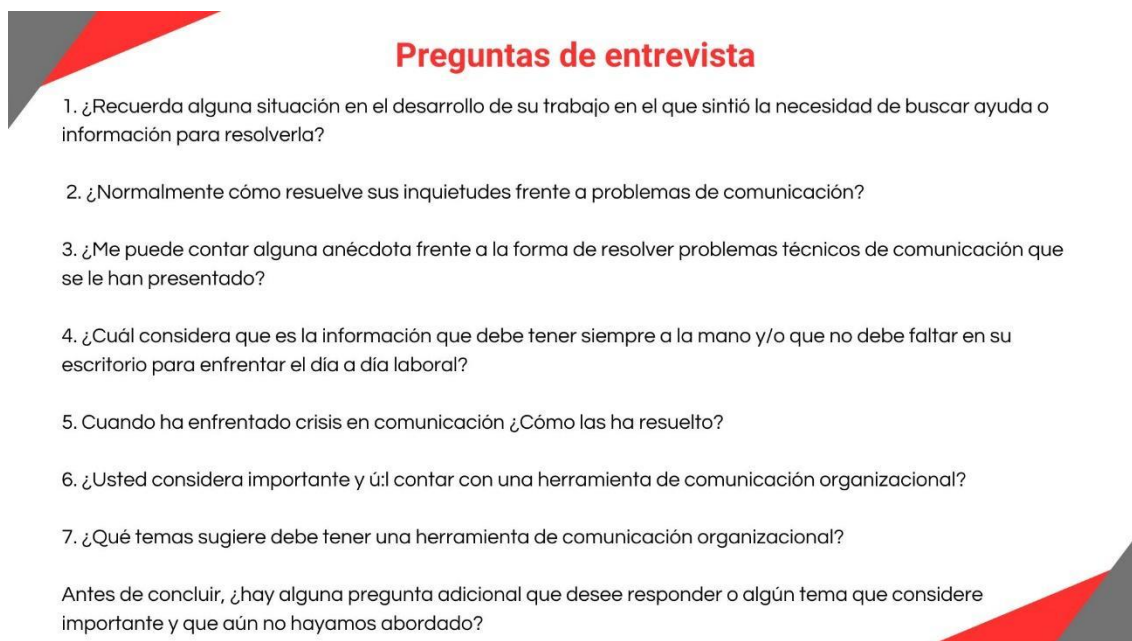 Preguntas de entrevista
1. ¿Recuerda alguna situación en el desarrollo de su trabajo en el que sintió la necesidad de buscar ayuda o
información para resolverla?
2. ¿Normalmente cómo resuelve sus inquietudes frente a problemas de comunicación?
3. ¿Me puede contar alguna anécdota frente a la forma de resolver problemas técnicos de comunicación que
se le han presentado?
4. ¿Cuál considera que es la información que debe tener siempre a la mano y/o que no debe faltar en su
escritorio para enfrentar el día a día laboral?
5. Cuando ha enfrentado crisis en comunicación ¿Cómo las ha resuelto?
6. ¿Usted considera importante y ú:l contar con una herramienta de comunicación organizacional?
7. ¿Qué temas sugiere debe tener una herramienta de comunicación organizacional?
Antes de concluir, ¿hay alguna pregunta adicional que desee responder o algún tema que considere
importante y que aún no hayamos abordado?